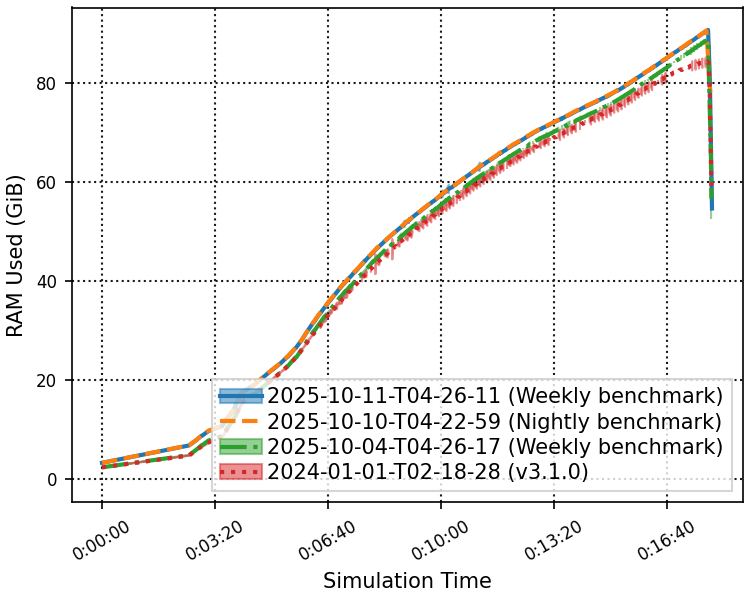 80
60
40
20
0
RAM Used (GiB)
2025-10-11-T04-26-11 (Weekly benchmark)
2025-10-10-T04-22-59 (Nightly benchmark)
2025-10-04-T04-26-17 (Weekly benchmark)
2024-01-01-T02-18-28 (v3.1.0)
0:00:00
0:03:20
0:06:40
0:10:00
0:13:20
0:16:40
Simulation Time